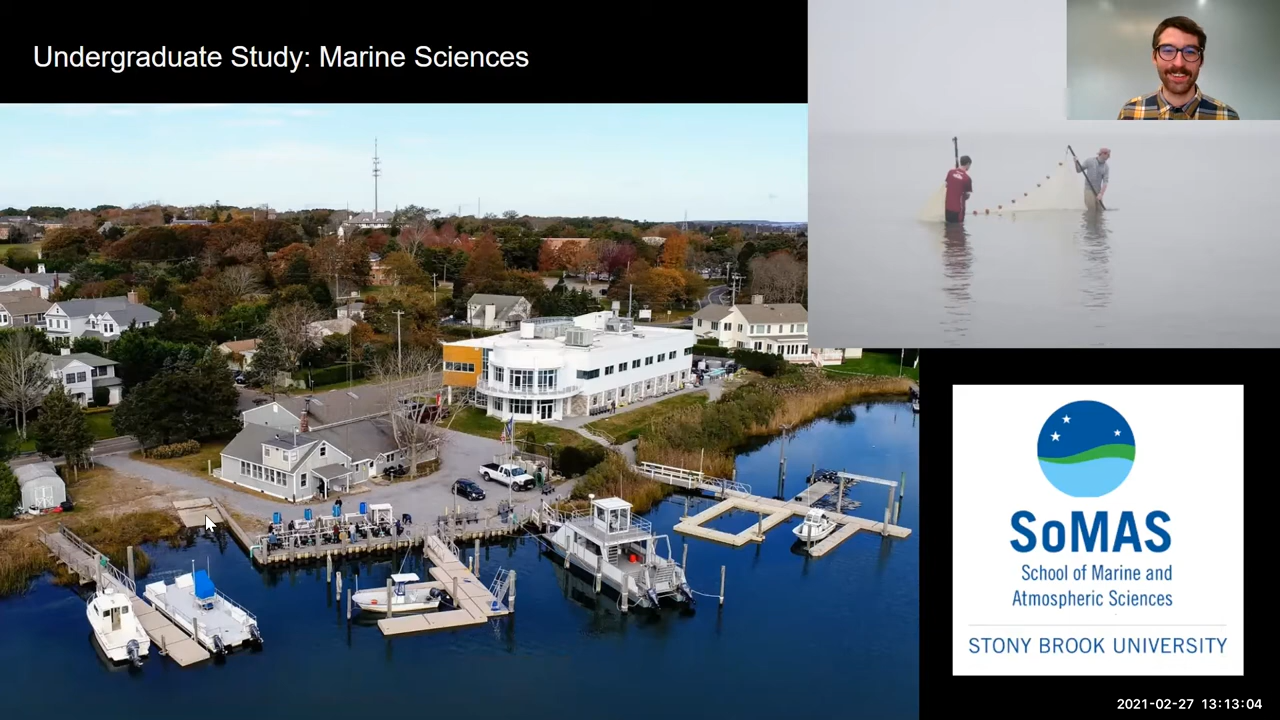 Undergraduate Study: Marine Sciences
SoMAS
School of Marine and
Atmospheric Sciences
STONY BROOK UNIVERSITY
2021-02-27 13:13:04